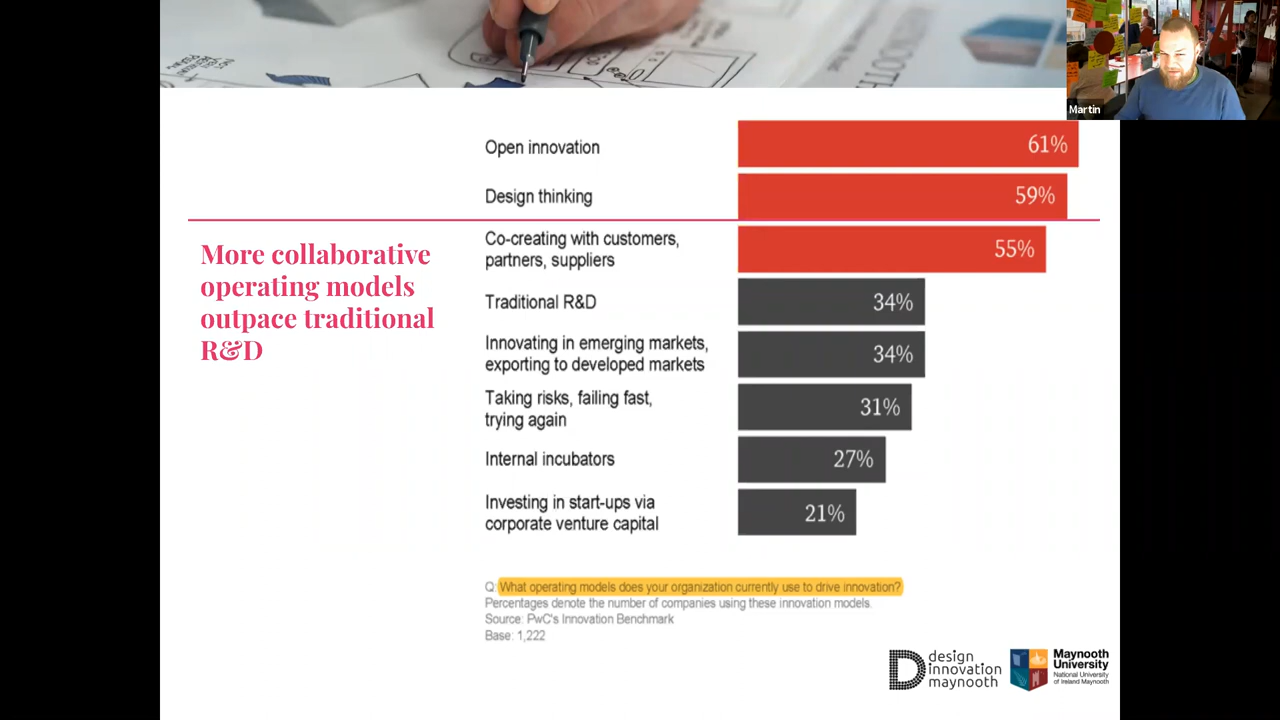 Martin
Open innovation
61%
Design thinking
59%
More collaborative
operating models
outpace traditional
R&D
Co-creating with customers,
partners, suppliers
55%
Traditional R&D
34%
Innovating in emerging markets,
exporting to developed markets
34%
Taking risks, failing fast,
trying again
31%
Internal incubators
27%
Investing in start-ups via
corporate venture capital
21%
Q: What operating models does your organization currently use to drive innovation?
Percentages denote the number of companies using these innovation models.
Source: PwC's Innovation Benchmark
Base: 1,222
design
innovation
maynooth
Maynooth
University
National University
of Ireland Maynooth